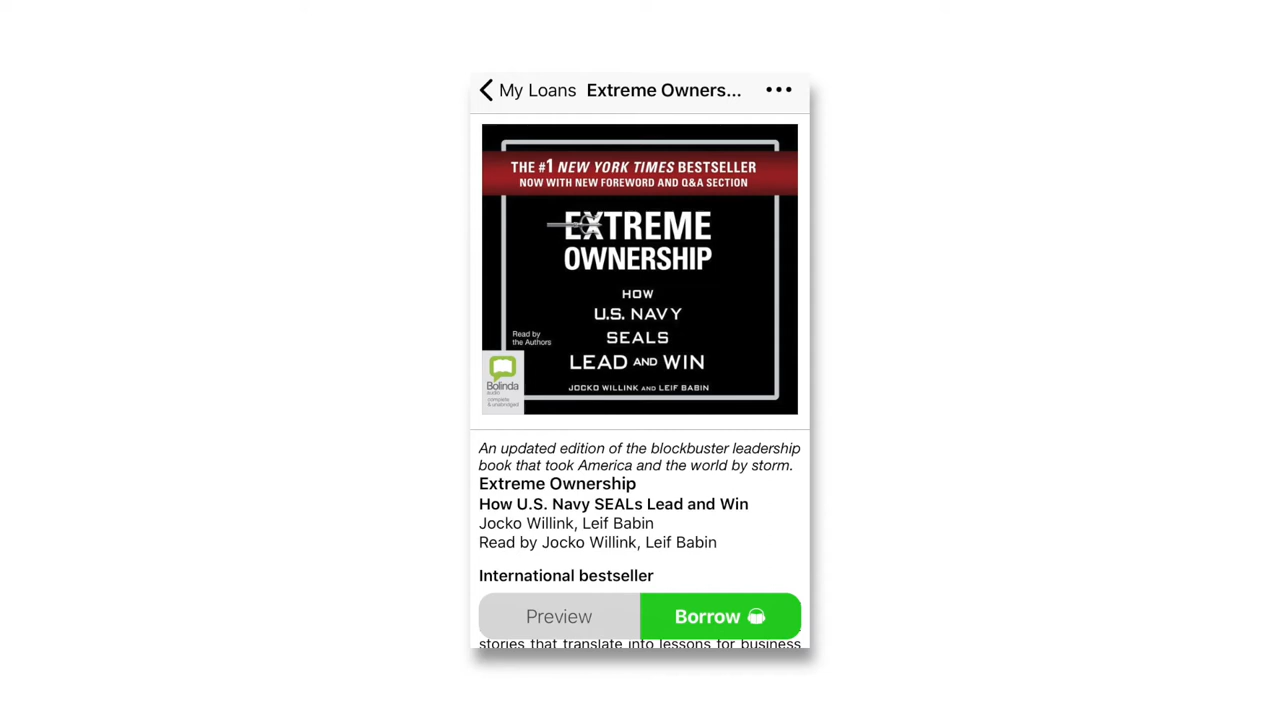 My Loans Extreme Owners... •••
THE #1 NEW YORK TIMES BESTSELLER
NOW WITH NEW FOREWORD AND Q&A SECTION
EXTREME
OWNERSHIP
HOW
U.S. NAVY
SEALS
LEAD AND WIN
Read by
the Authors
JOCKO WILLINK AND LEIF BABIN
Bolinda
audio
complete
& unabridged
An updated edition of the blockbuster leadership
book that took America and the world by storm.
Extreme Ownership
How U.S. Navy SEALs Lead and Win
Jocko Willink, Leif Babin
Read by Jocko Willink, Leif Babin
International bestseller
Preview Borrow
stories that translate into lessons for business